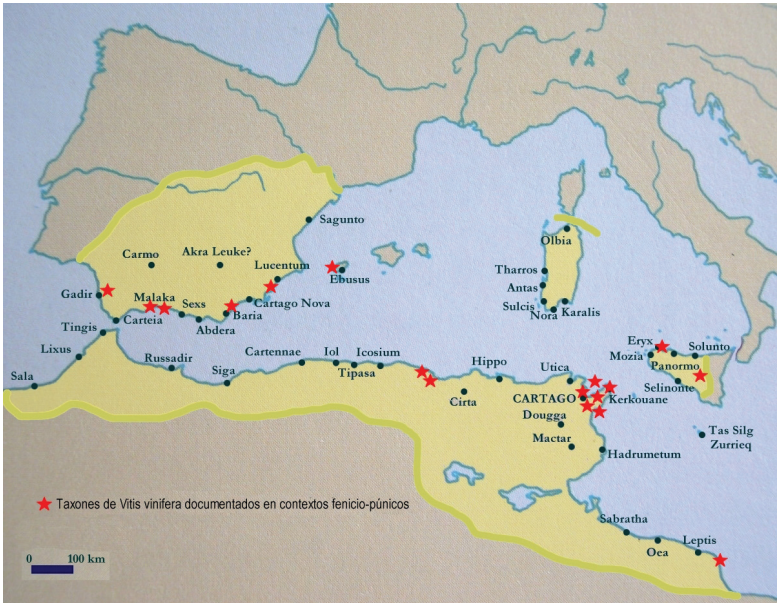 Sagunto
Carmo
Akra Leuke?
Olbia
Lucentum
Ebusus
Tharros
Gadir
Malaka
Sexs
Cartago Nova
Baria
Antas
Sulcis
Nora
Karalis
Carteia
Abdera
Tingis
Eryx
Solunto
Mozia
Panormo
Lixus
Russadir
Siga
Cartennae
Iol
Tipasa
Icosium
Hippo
Utica
Selinonte
Sala
Cirta
CARTAGO
Kerkouane
Dougga
Mactar
Tas Silg
Zurrieq
Hadrumetum
Taxones de Vitis vinifera documentados en contextos fenicio-púnicos
Sabratha
Oea
Leptis
0 100 km